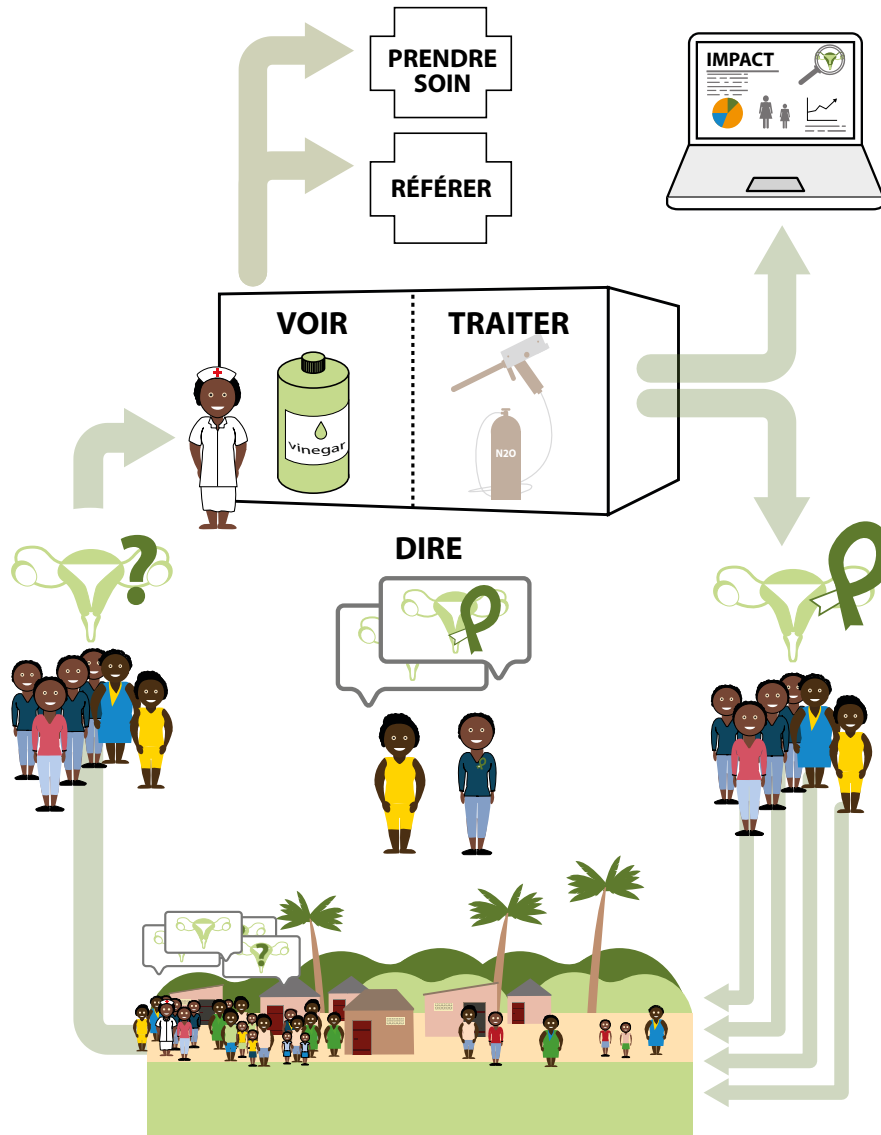 PRENDRE
SOIN
IMPACT
RÉFÉRER
VOIR
TRAITER
vinegar
N2O
?
DIRE
?